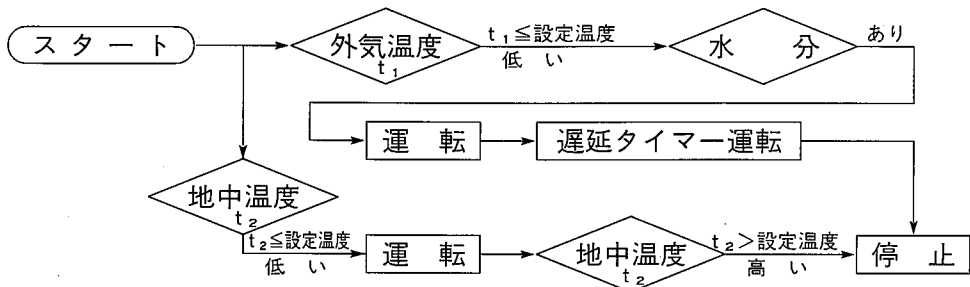 スタート
外気温度
t₁
t₁≦設定温度
低い
水分
あり
運転
遅延タイマー運転
地中温度
t₂
t₂≦設定温度
低い
運転
地中温度
t₂
t₂>設定温度
高い
停止